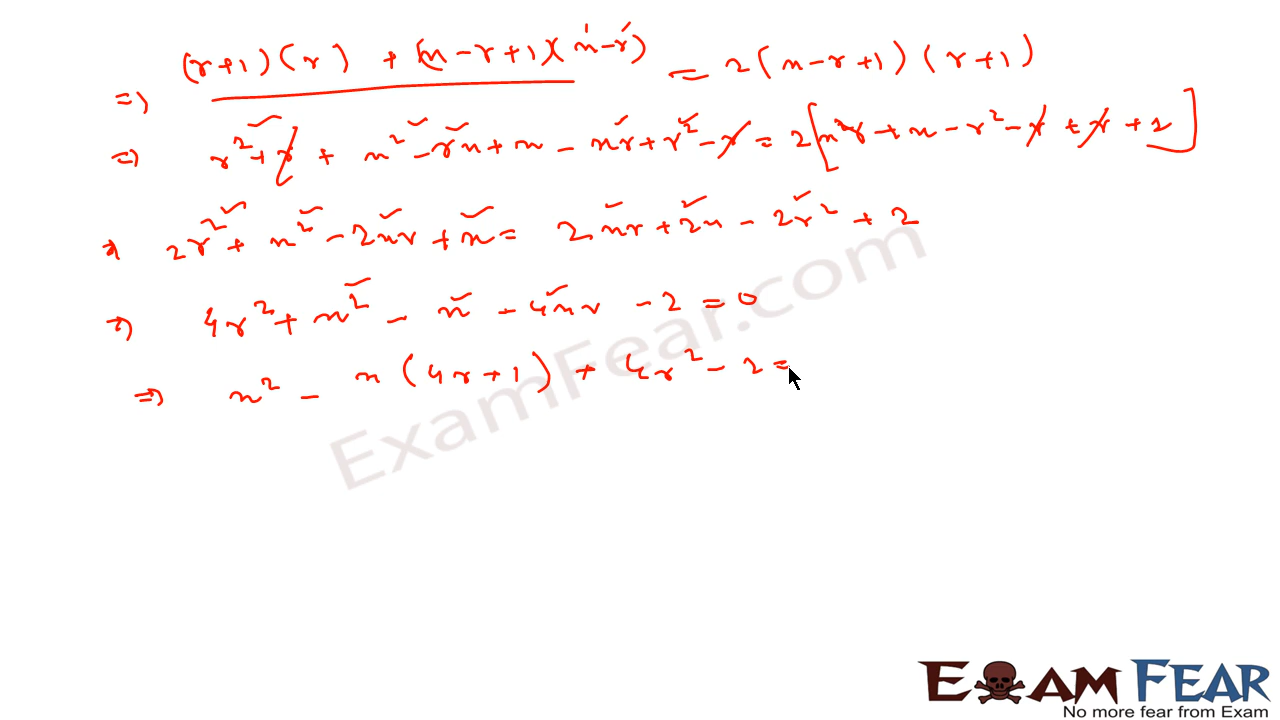 ⇒) (r+1)(r) + (n-r+1)(n-r) = 2(n-r+1)(r+1)
⇒) r²+r + n²-rn+n - nr+r²-r = 2[nr+n-r²-r+r+1]
⇒ 2r²+n²-2nr+n = 2nr+2n-2r²+2
⇒) 4r²+n²-n-4nr-2=0
⇒) n²-n(4r+1)+4r²-2=
ExamFear.com
EXAM FEAR
No more fear from Exam